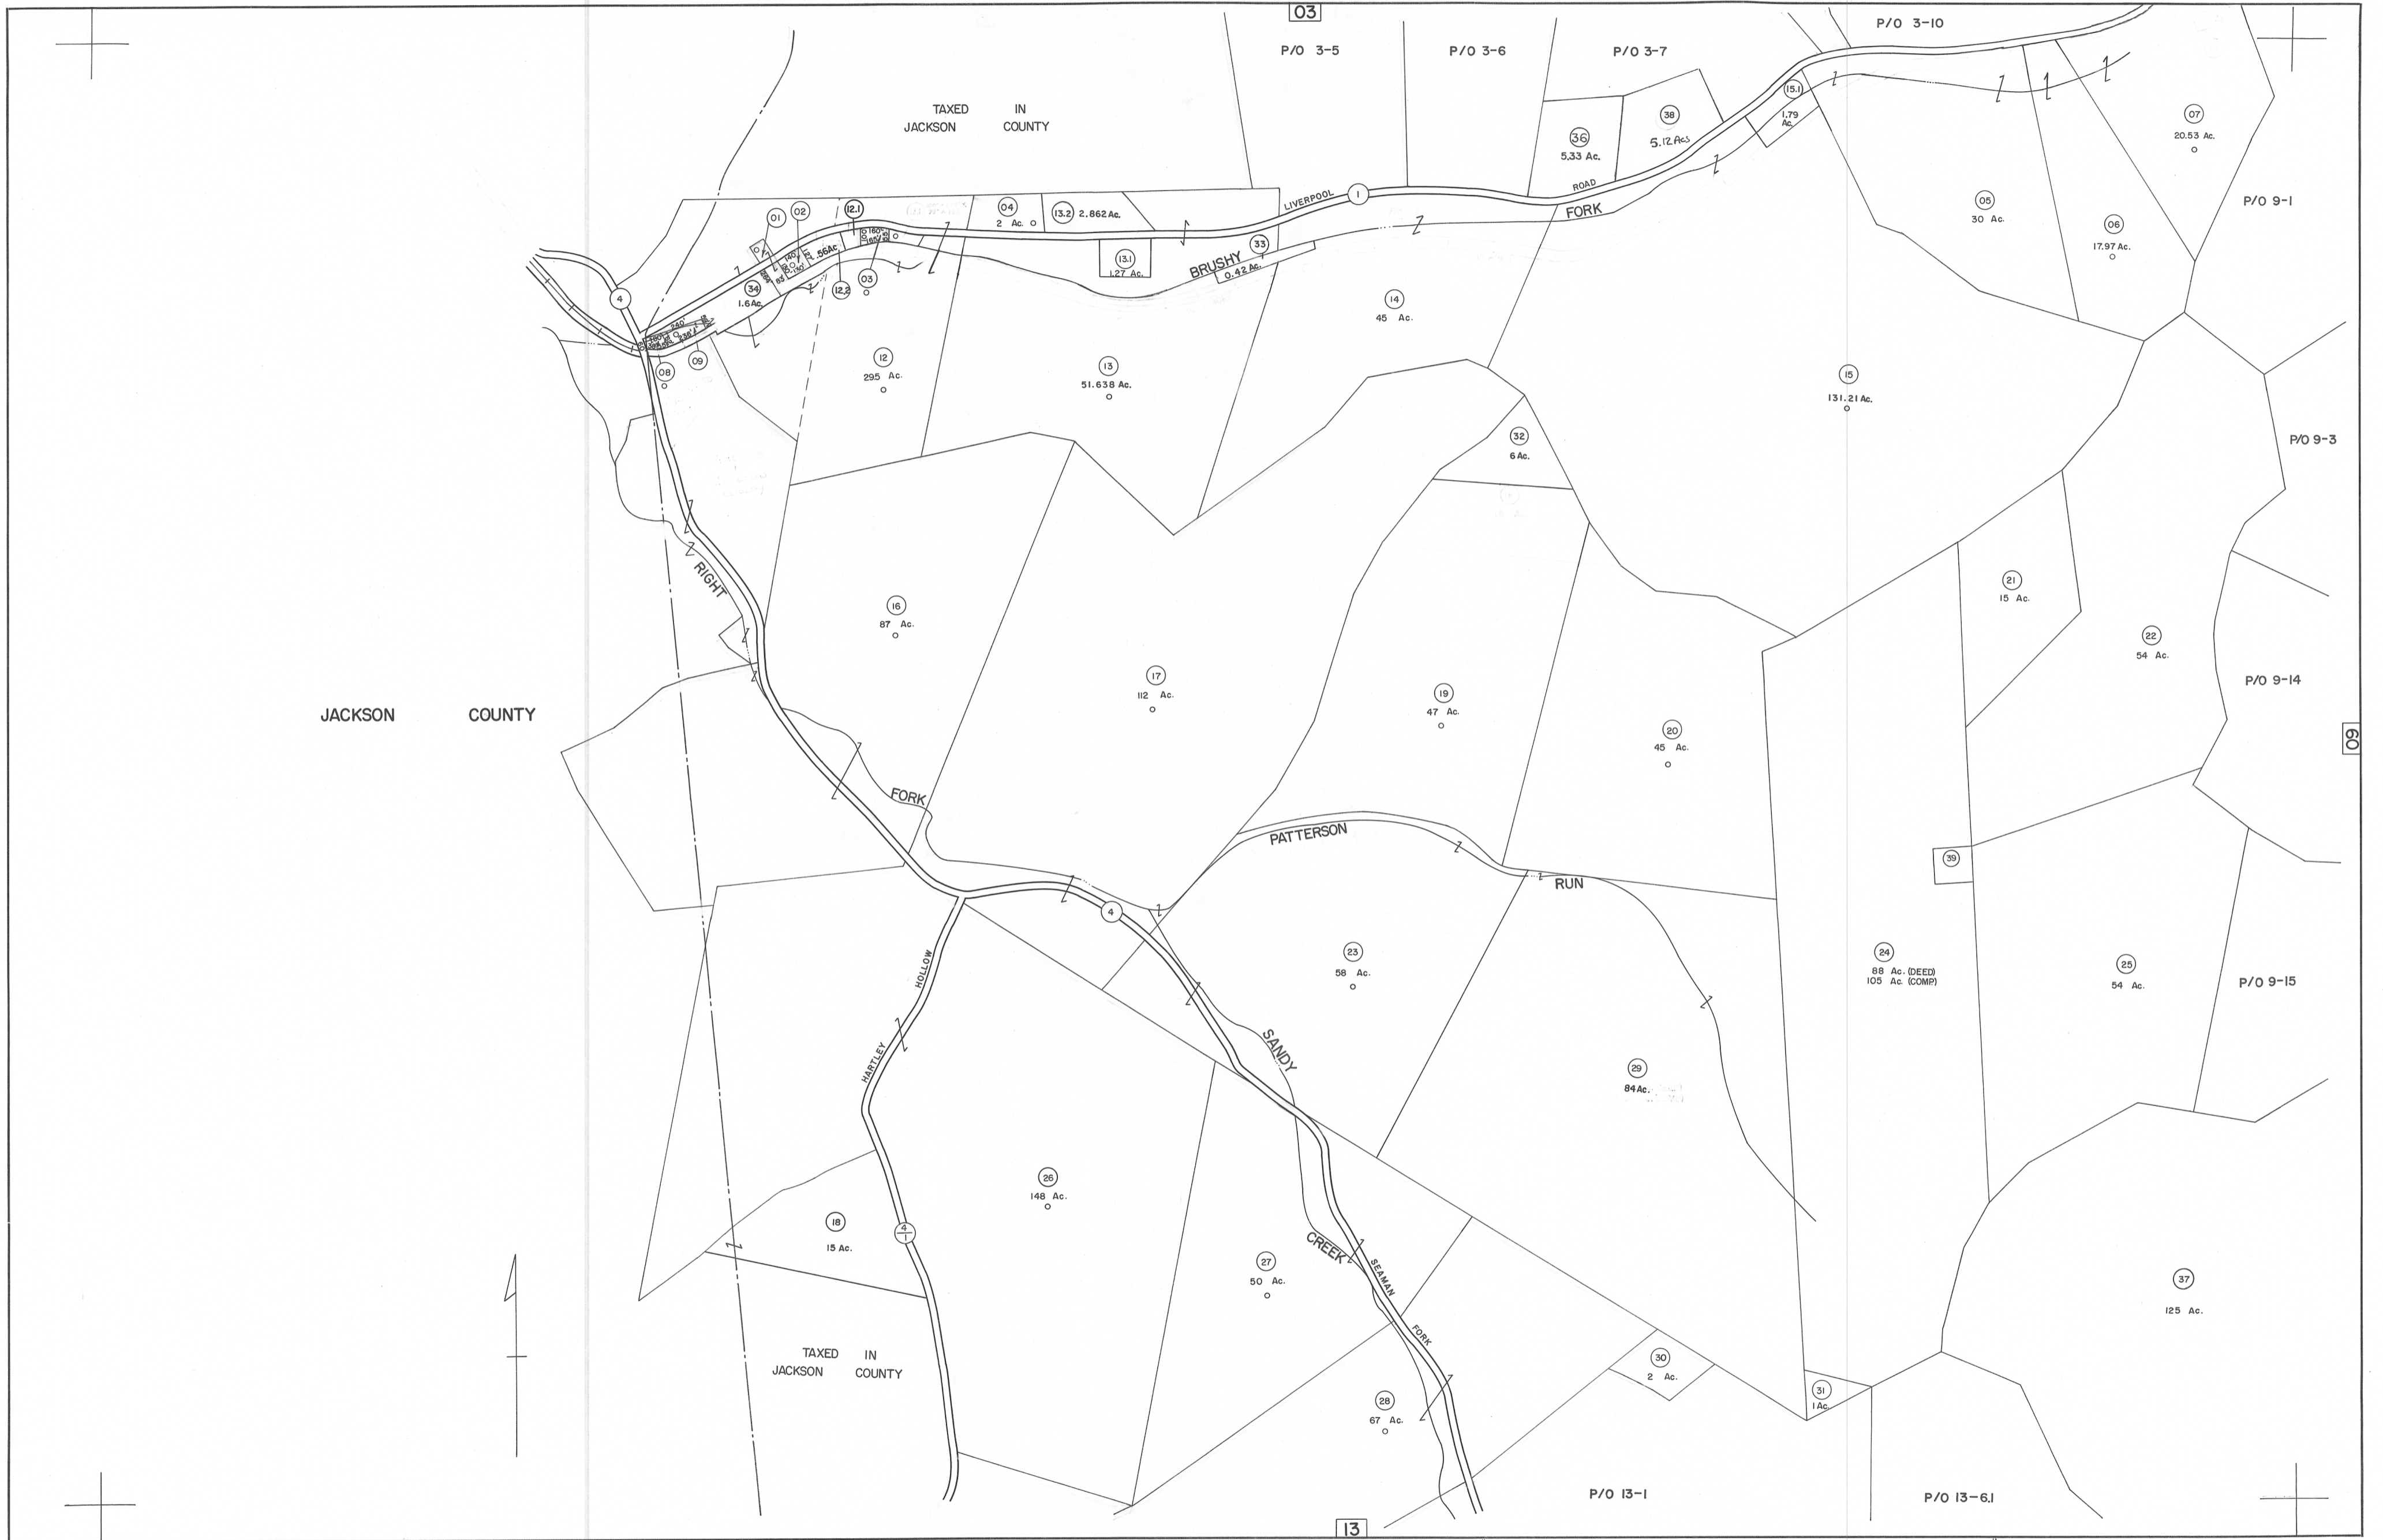 03
P/O 3-5
P/O 3-6
P/O 3-7
P/O 3-10
TAXED IN
JACKSON COUNTY
36
5.33 Ac.
38
5.12 Acs
15.1
1.79
Ac.
07
20.53 Ac.
P/O 9-1
05
30 Ac.
06
17.97 Ac.
01
02
12.1
04
2 Ac.
13.2 2.862 Ac.
LIVERPOOL
1
ROAD
BRUSHY
FORK
33
0.42 Ac.
13.1
1.27 Ac.
.56Ac
160'
165'
140'
12.2
03
34
1.6Ac.
4
240'
08
09
12
29.5 Ac.
13
51.638 Ac.
14
45 Ac.
15
131.21 Ac.
32
6 Ac.
P/O 9-3
RIGHT
16
87 Ac.
17
112 Ac.
19
47 Ac.
20
45 Ac.
21
15 Ac.
22
54 Ac.
P/O 9-14
09
JACKSON COUNTY
FORK
PATTERSON
RUN
39
4
HOLLOW
HARTLEY
23
58 Ac.
24
88 Ac. (DEED)
105 Ac. (COMP.)
25
54 Ac.
P/O 9-15
SANDY
29
84 Ac.
26
148 Ac.
18
15 Ac.
4
1
27
50 Ac.
CREEK
SEAMAN
FORK
37
125 Ac.
TAXED IN
JACKSON COUNTY
28
67 Ac.
30
2 Ac.
31
1 Ac.
P/O 13-1
P/O 13-6.1
13